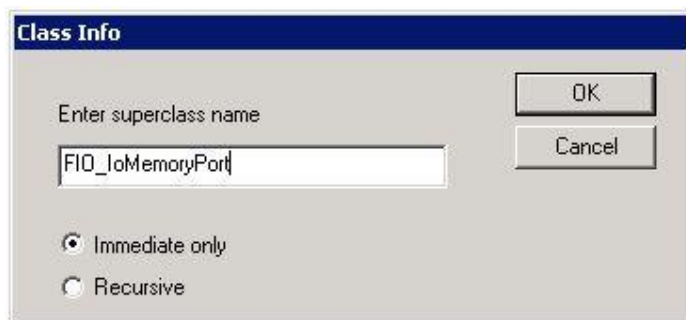 Class Info
Enter superclass name
FIO_IoMemoryPort
OK
Cancel
Immediate only
Recursive